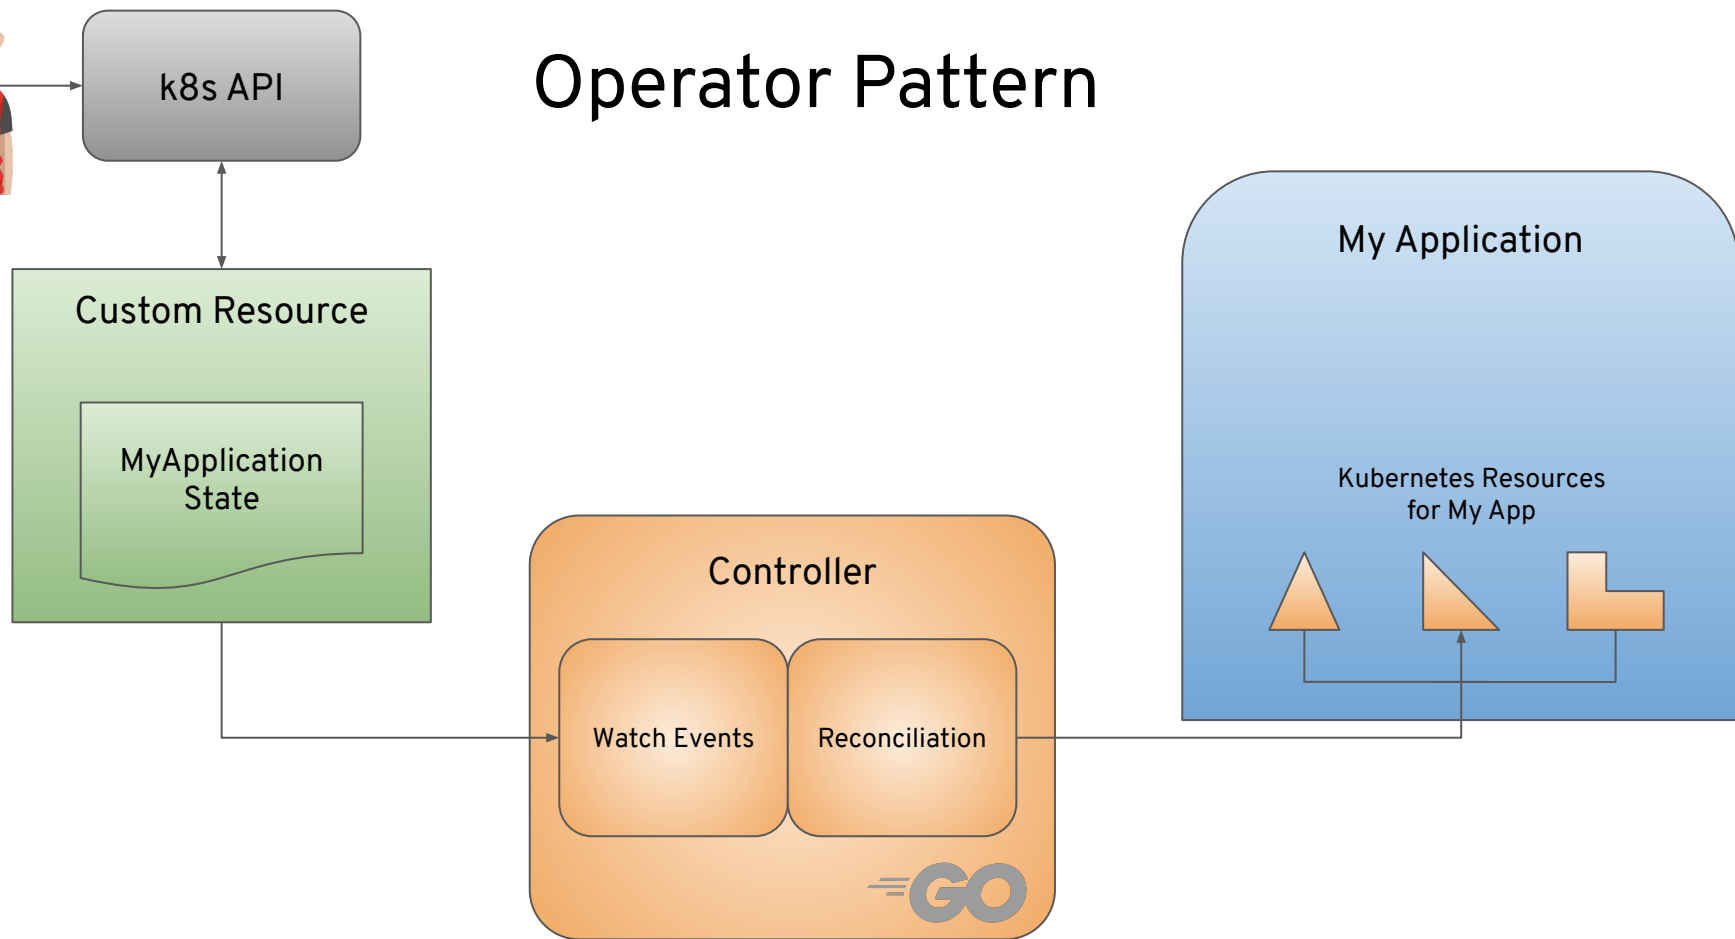 Operator Pattern
k8s API
Custom Resource
MyApplication
State
Controller
Watch Events
Reconciliation
GO
My Application
Kubernetes Resources
for My App